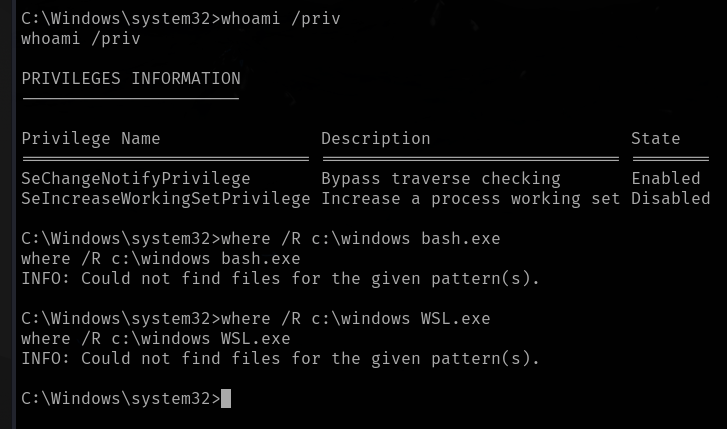 C:\Windows\system32>whoami /priv
whoami /priv
PRIVILEGES INFORMATION
----------------------
Privilege Name                Description                    State
============================= ============================== ========
SeChangeNotifyPrivilege       Bypass traverse checking       Enabled
SeIncreaseWorkingSetPrivilege Increase a process working set Disabled
C:\Windows\system32>where /R c:\windows bash.exe
where /R c:\windows bash.exe
INFO: Could not find files for the given pattern(s).
C:\Windows\system32>where /R c:\windows WSL.exe
where /R c:\windows WSL.exe
INFO: Could not find files for the given pattern(s).
C:\Windows\system32>